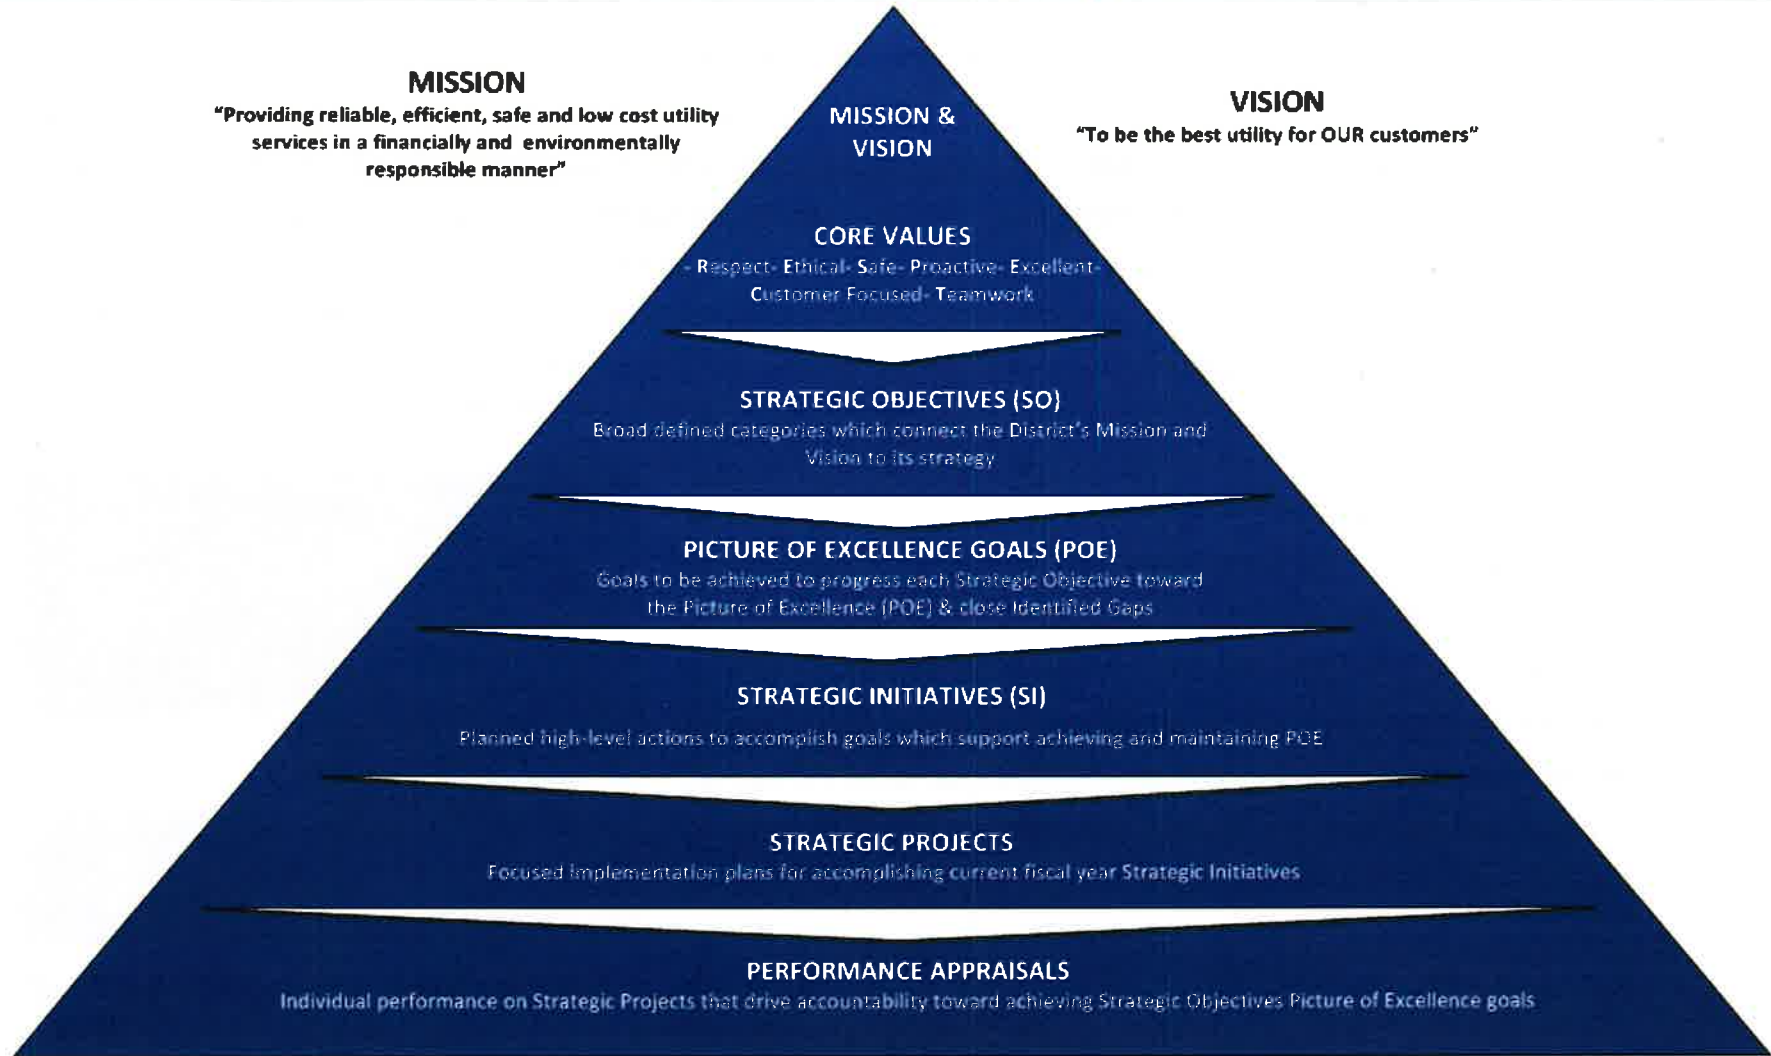 MISSION
"Providing reliable, efficient, safe and low cost utility
services in a financially and environmentally
responsible manner"
VISION
"To be the best utility for OUR customers"
MISSION &
VISION
CORE VALUES
- Respect- Ethical- Safe- Proactive- Excellent-
Customer Focused- Teamwork
STRATEGIC OBJECTIVES (SO)
Broad defined categories which connect the District's Mission and
Vision to its strategy
PICTURE OF EXCELLENCE GOALS (POE)
Goals to be achieved to progress each Strategic Objective toward
the Picture of Excellence (POE) & close Identified Gaps
STRATEGIC INITIATIVES (SI)
Planned high-level actions to accomplish goals which support achieving and maintaining POE
STRATEGIC PROJECTS
Focused implementation plans for accomplishing current fiscal year Strategic Initiatives
PERFORMANCE APPRAISALS
Individual performance on Strategic Projects that drive accountability toward achieving Strategic Objectives Picture of Excellence goals